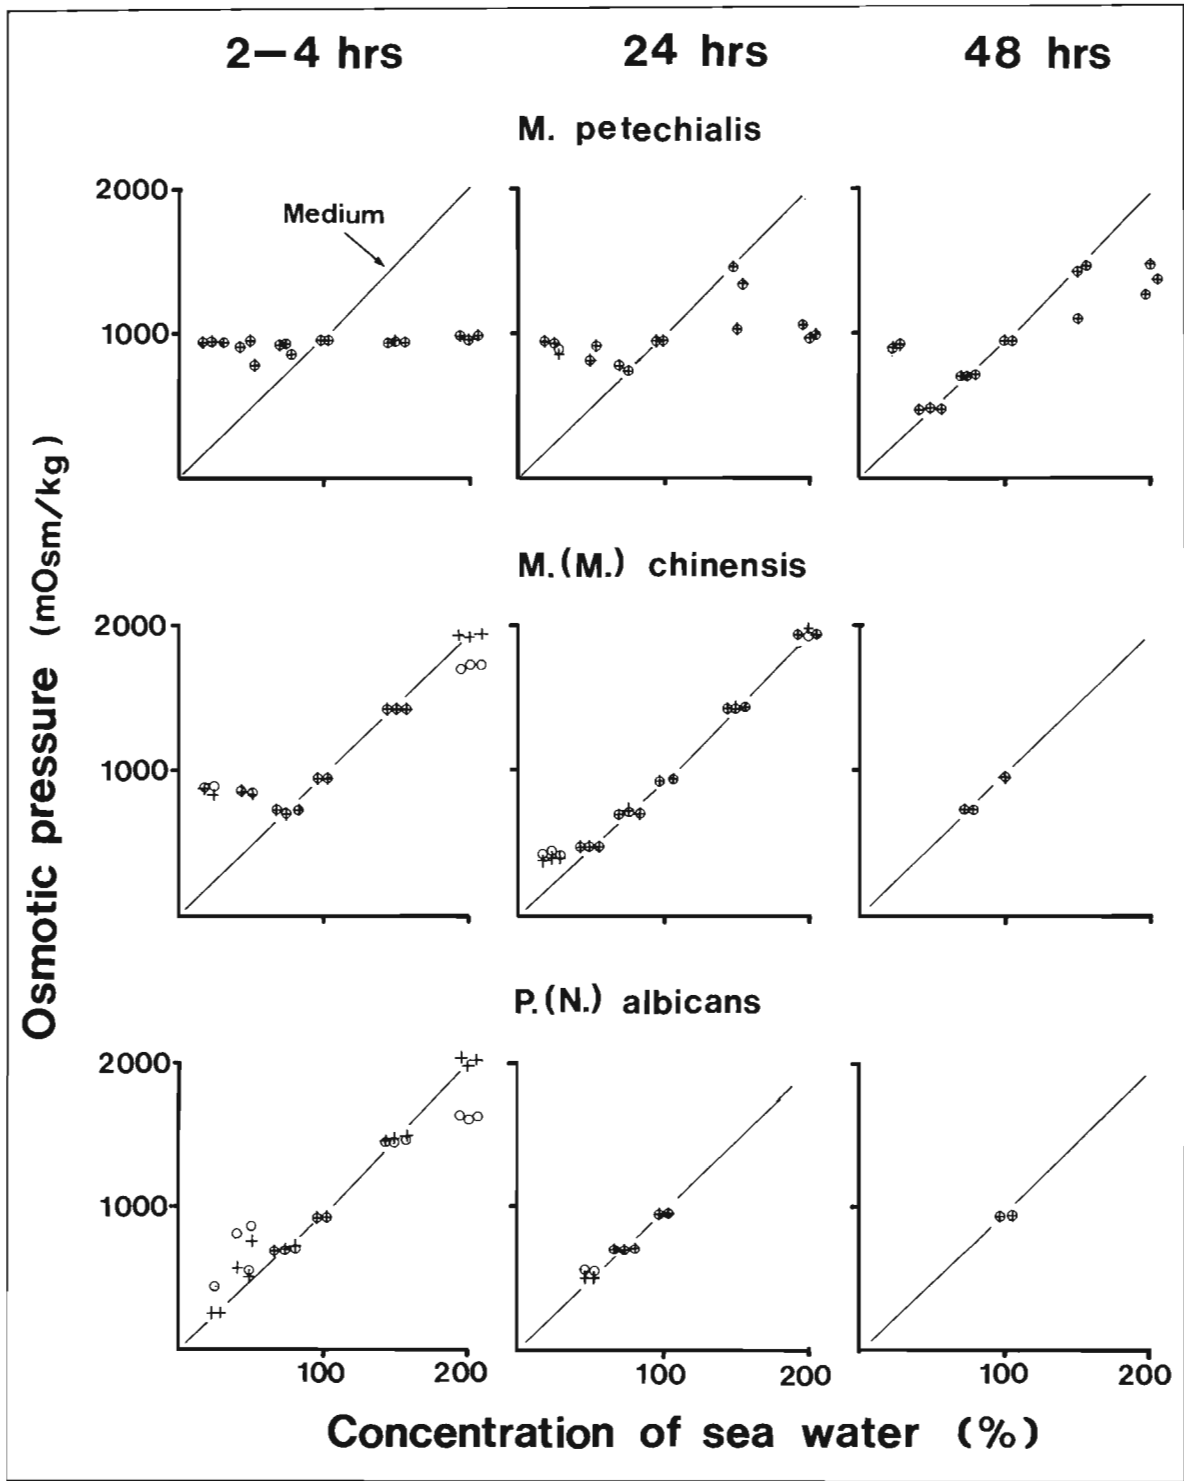 2–4 hrs 24 hrs 48 hrs
M. petechialis
2000
Medium
1000
M.(M.) chinensis
2000
1000
P.(N.) albicans
2000
1000
100 200 100 200 100 200
Osmotic pressure (mOsm/kg)
Concentration of sea water (%)